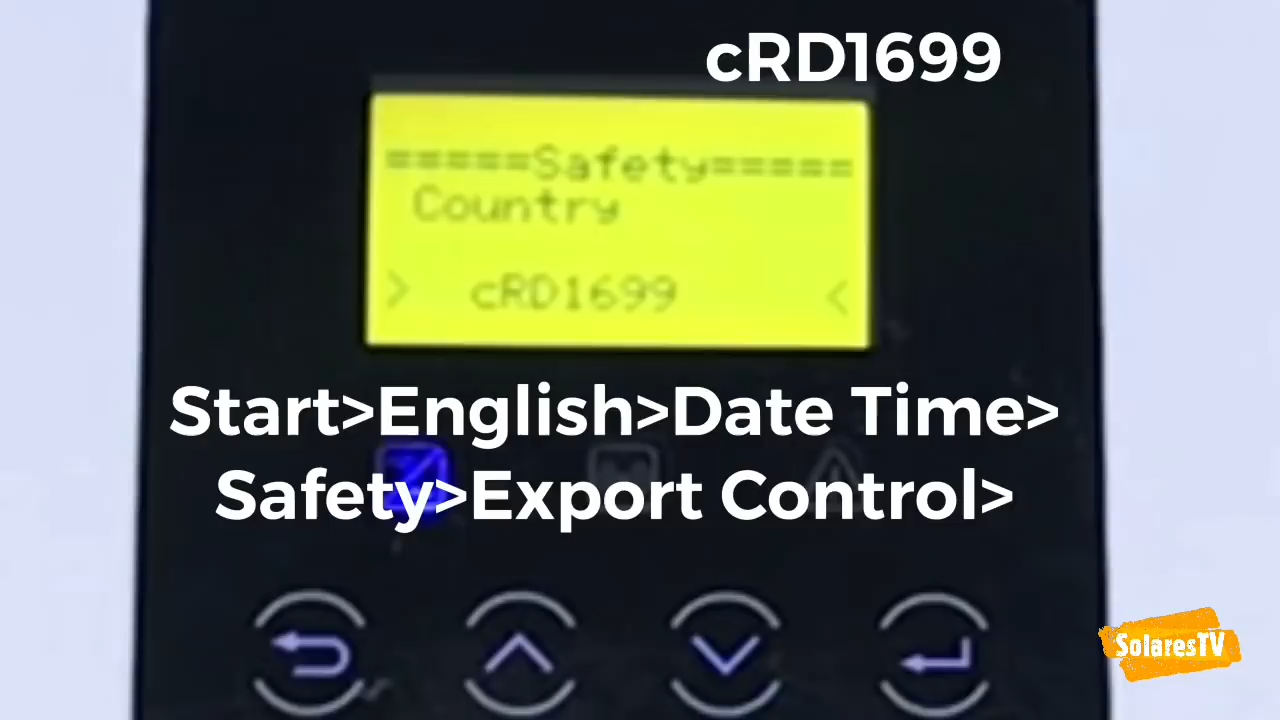 cRD1699
=====Safety=====
Country
> cRD1699 <
Start>English>Date Time>
Safety>Export Control>
SolaresTV